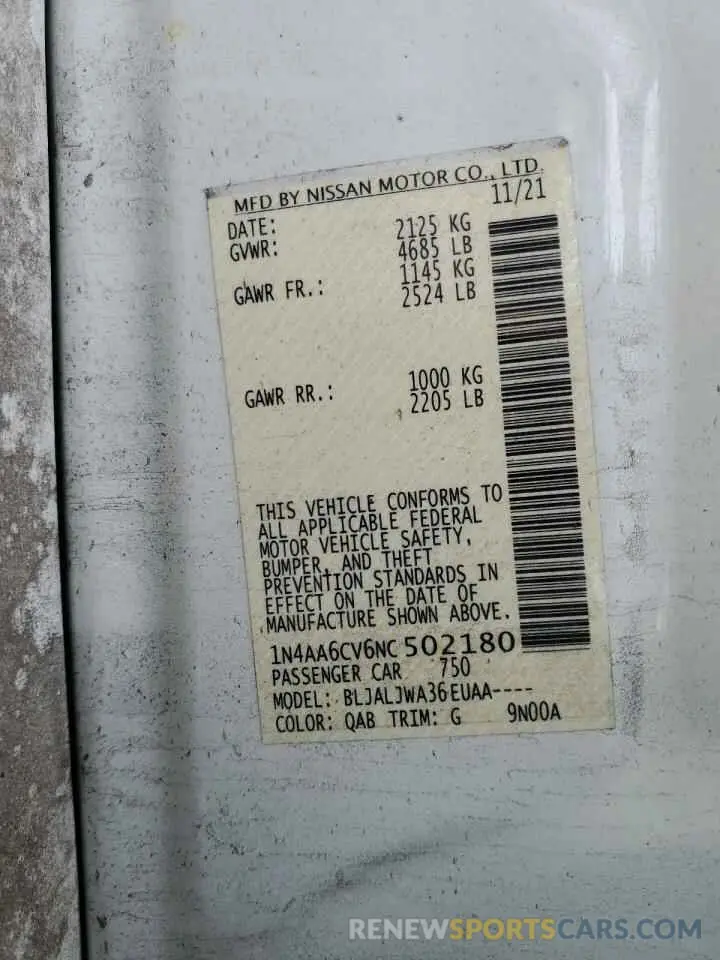 MFD BY NISSAN MOTOR CO., LTD.
DATE: 11/21
GVWR: 2125 KG
4685 LB
GAWR FR.: 1145 KG
2524 LB
GAWR RR.: 1000 KG
2205 LB
THIS VEHICLE CONFORMS TO
ALL APPLICABLE FEDERAL
MOTOR VEHICLE SAFETY,
BUMPER, AND THEFT
PREVENTION STANDARDS IN
EFFECT ON THE DATE OF
MANUFACTURE SHOWN ABOVE.
1N4AA6CV6NC502180
PASSENGER CAR 750
MODEL: BLJALJWA36EUAA----
COLOR: QAB TRIM: G 9N00A
RENEWSPORTSCARS.COM